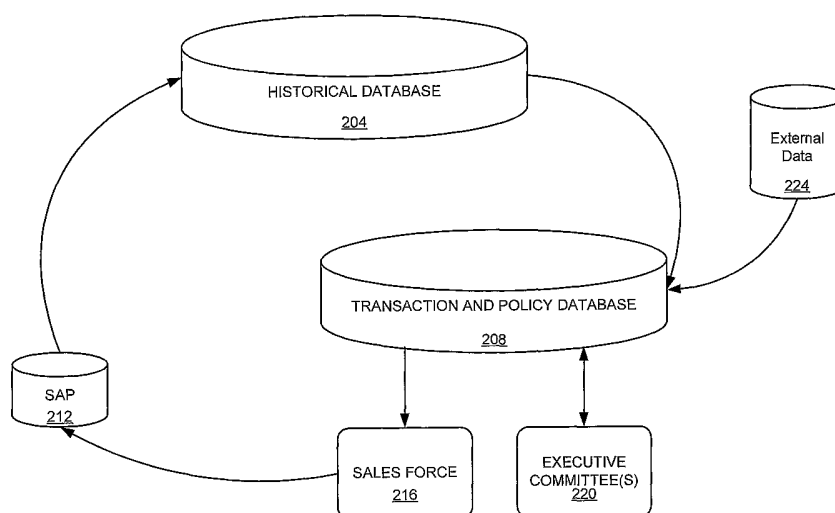 HISTORICAL DATABASE
204
External
Data
224
TRANSACTION AND POLICY DATABASE
208
SAP
212
SALES FORCE
216
EXECUTIVE
COMMITTEE(S)
220